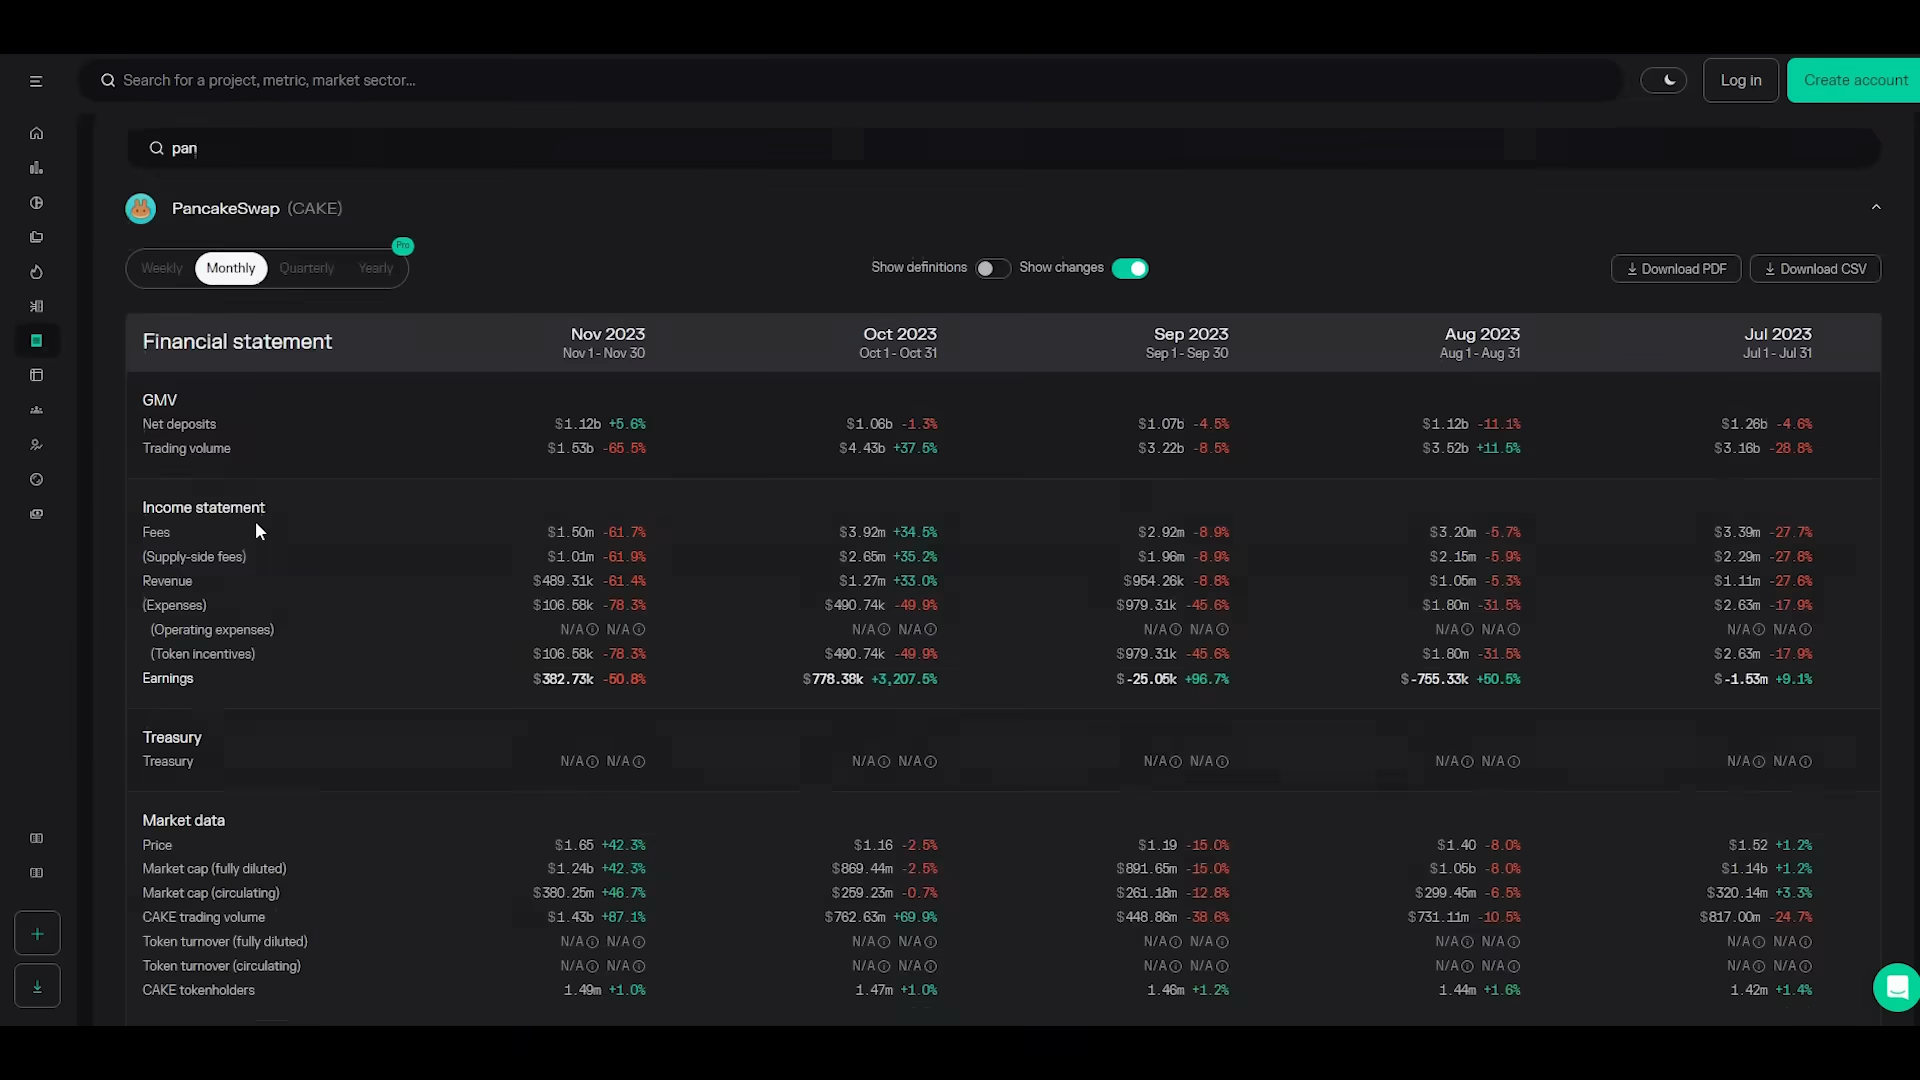 Search for a project, metric, market sector...
Log in
Create account
pan
PancakeSwap (CAKE)
Pro
Weekly Monthly Quarterly Yearly
Show definitions Show changes
Download PDF Download CSV
Financial statement Nov 2023 Oct 2023 Sep 2023 Aug 2023 Jul 2023
Nov 1 - Nov 30 Oct 1 - Oct 31 Sep 1 - Sep 30 Aug 1 - Aug 31 Jul 1 - Jul 31
GMV
Net deposits $1.12b +5.6% $1.06b -1.3% $1.07b -4.5% $1.12b -11.1% $1.26b -4.6%
Trading volume $1.53b -65.5% $4.43b +37.5% $3.22b -8.5% $3.52b +11.5% $3.16b -28.8%
Income statement
Fees $1.50m -61.7% $3.92m +34.5% $2.92m -8.9% $3.20m -5.7% $3.39m -27.7%
(Supply-side fees) $1.01m -61.9% $2.65m +35.2% $1.96m -8.9% $2.15m -5.9% $2.29m -27.8%
Revenue $489.31k -61.4% $1.27m +33.0% $954.26k -8.8% $1.05m -5.3% $1.11m -27.6%
(Expenses) $106.58k -78.3% $490.74k -49.9% $979.31k -45.6% $1.80m -31.5% $2.63m -17.9%
(Operating expenses) N/A N/A N/A N/A N/A N/A N/A N/A N/A N/A
(Token incentives) $106.58k -78.3% $490.74k -49.9% $979.31k -45.6% $1.80m -31.5% $2.63m -17.9%
Earnings $382.73k -50.8% $778.38k +3,207.5% $-25.05k +96.7% $-755.33k +50.5% $-1.53m +9.1%
Treasury
Treasury N/A N/A N/A N/A N/A N/A N/A N/A N/A N/A
Market data
Price $1.65 +42.3% $1.16 -2.5% $1.19 -15.0% $1.40 -8.0% $1.52 +1.2%
Market cap (fully diluted) $1.24b +42.3% $869.44m -2.5% $891.65m -15.0% $1.05b -8.0% $1.14b +1.2%
Market cap (circulating) $380.25m +46.7% $259.23m -0.7% $261.18m -12.8% $299.45m -6.5% $320.14m +3.3%
CAKE trading volume $1.43b +87.1% $762.63m +69.9% $448.86m -38.6% $731.11m -10.5% $817.00m -24.7%
Token turnover (fully diluted) N/A N/A N/A N/A N/A N/A N/A N/A N/A N/A
Token turnover (circulating) N/A N/A N/A N/A N/A N/A N/A N/A N/A N/A
CAKE tokenholders 1.49m +1.0% 1.47m +1.0% 1.46m +1.2% 1.44m +1.6% 1.42m +1.4%